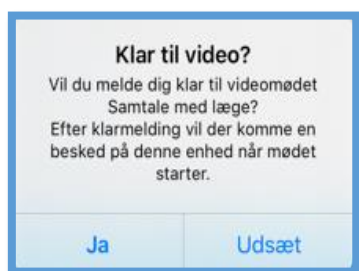 Klar til video?
Vil du melde dig klar til videomødet
Samtale med læge?
Efter klarmelding vil der komme en
besked på denne enhed når mødet
starter.
Ja
Udsæt